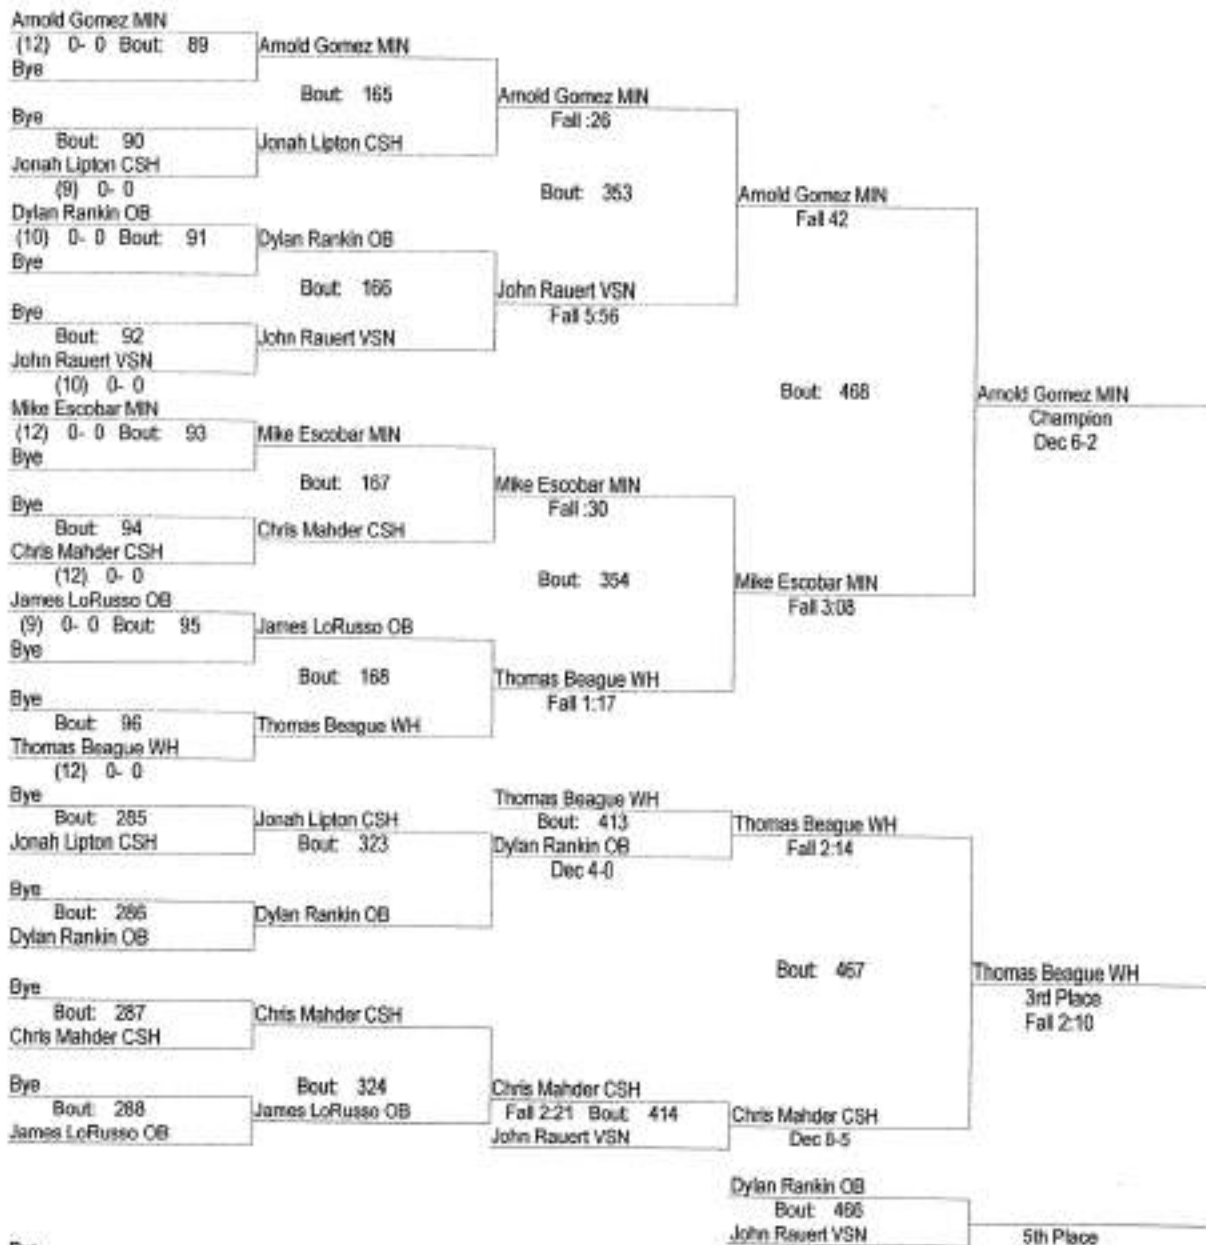 Arnold Gomez MIN
(12) 0- 0 Bout: 89
Bye
Arnold Gomez MIN
Bout: 165
Bye
Bout: 90
Jonah Lipton CSH
(9) 0- 0
Jonah Lipton CSH
Arnold Gomez MIN
Fall :26
Dylan Rankin OB
(10) 0- 0 Bout: 91
Bye
Dylan Rankin OB
Bout: 166
Bye
Bout: 92
John Rauert VSN
(10) 0- 0
John Rauert VSN
John Rauert VSN
Fall 5:56
Bout: 353
Arnold Gomez MIN
Fall 42
Mike Escobar MIN
(12) 0- 0 Bout: 93
Bye
Mike Escobar MIN
Bout: 167
Bye
Bout: 94
Chris Mahder CSH
(12) 0- 0
Chris Mahder CSH
Mike Escobar MIN
Fall :30
James LoRusso OB
(9) 0- 0 Bout: 95
Bye
James LoRusso OB
Bout: 168
Bye
Bout: 96
Thomas Beague WH
(12) 0- 0
Thomas Beague WH
Thomas Beague WH
Fall 1:17
Bout: 354
Mike Escobar MIN
Fall 3:08
Bout: 468
Arnold Gomez MIN
Champion
Dec 6-2
Bye
Bout: 285
Jonah Lipton CSH
Jonah Lipton CSH
Bout: 323
Bye
Bout: 286
Dylan Rankin OB
Dylan Rankin OB
Thomas Beague WH
Bout: 413
Dylan Rankin OB
Dec 4-0
Thomas Beague WH
Fall 2:14
Bye
Bout: 287
Chris Mahder CSH
Chris Mahder CSH
Bout: 324
Bye
Bout: 288
James LoRusso OB
James LoRusso OB
Chris Mahder CSH
Fall 2:21 Bout: 414
John Rauert VSN
Chris Mahder CSH
Dec
Bout: 467
Thomas Beague WH
3rd Place
Fall 2:10
Dylan Rankin OB
Bout: 466
John Rauert VSN
5th Place